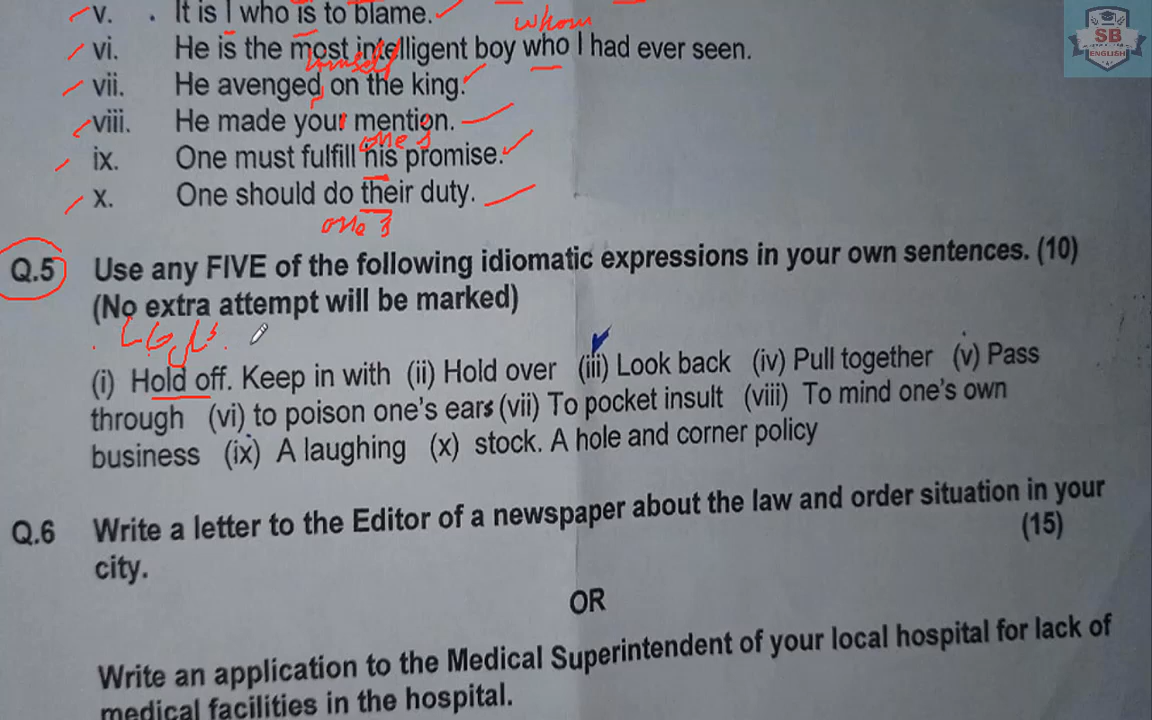 v. . It is I who is to blame.
whom
vi. He is the most intelligent boy who I had ever seen.
himself
vii. He avenged on the king.
viii. He made your mention.
one's
ix. One must fulfill his promise.
x. One should do their duty.
one's
Q.5 Use any FIVE of the following idiomatic expressions in your own sentences. (10)
(No extra attempt will be marked)
(i) Hold off. Keep in with (ii) Hold over (iii) Look back (iv) Pull together (v) Pass
through (vi) to poison one's ears (vii) To pocket insult (viii) To mind one's own
business (ix) A laughing (x) stock. A hole and corner policy
Q.6 Write a letter to the Editor of a newspaper about the law and order situation in your
city. (15)
OR
Write an application to the Medical Superintendent of your local hospital for lack of
medical facilities in the hospital.
SB
ENGLISH